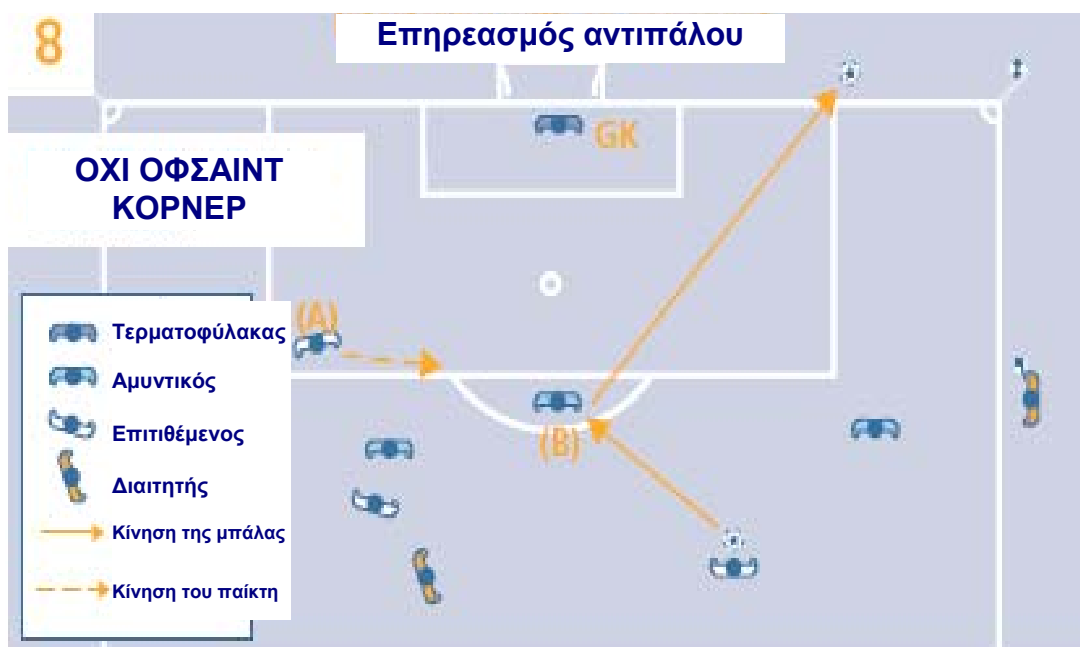 8
Επηρεασμός αντιπάλου
GK
ΟΧΙ ΟΦΣΑΙΝΤ
ΚΟΡΝΕΡ
(A)
Τερματοφύλακας
Αμυντικός
Επιτιθέμενος
Διαιτητής
Κίνηση της μπάλας
Κίνηση του παίκτη
(B)